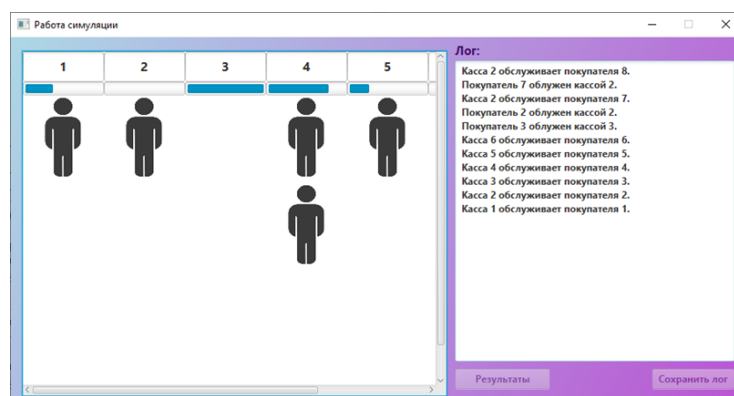 Работа симуляции
1 2 3 4 5
Лог:
Касса 2 обслуживает покупателя 8.
Покупатель 7 облужен кассой 2.
Касса 2 обслуживает покупателя 7.
Покупатель 2 облужен кассой 2.
Покупатель 3 облужен кассой 3.
Касса 6 обслуживает покупателя 6.
Касса 5 обслуживает покупателя 5.
Касса 4 обслуживает покупателя 4.
Касса 3 обслуживает покупателя 3.
Касса 2 обслуживает покупателя 2.
Касса 1 обслуживает покупателя 1.
Результаты
Сохранить лог